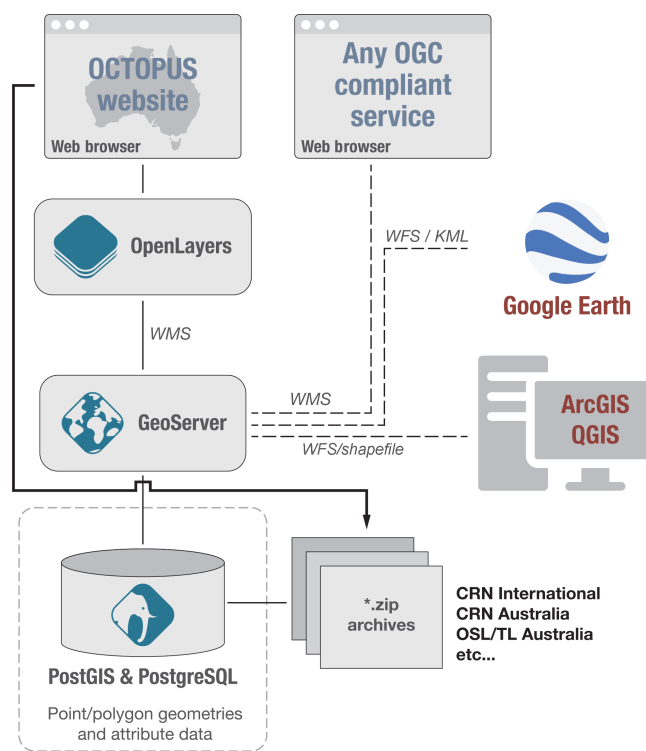 OCTOPUS
website
Web browser
Any OGC
compliant
service
Web browser
OpenLayers
WFS / KML
Google Earth
WMS
GeoServer
WMS
WFS/shapefile
ArcGIS
QGIS
*.zip
archives
CRN International
CRN Australia
OSL/TL Australia
etc...
PostGIS & PostgreSQL
Point/polygon geometries
and attribute data